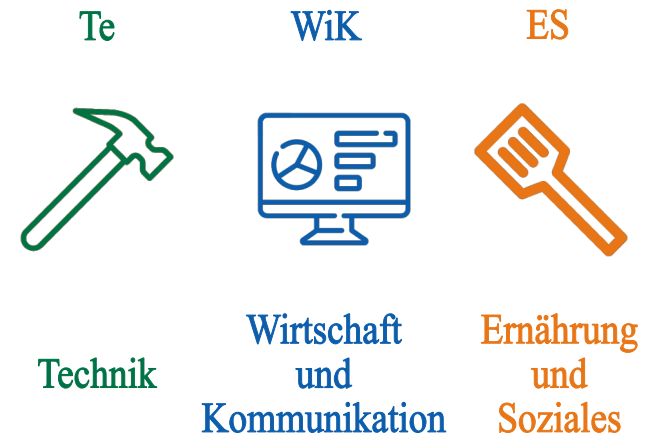 Te
WiK
ES
Technik
Wirtschaft
und
Kommunikation
Ernährung
und
Soziales